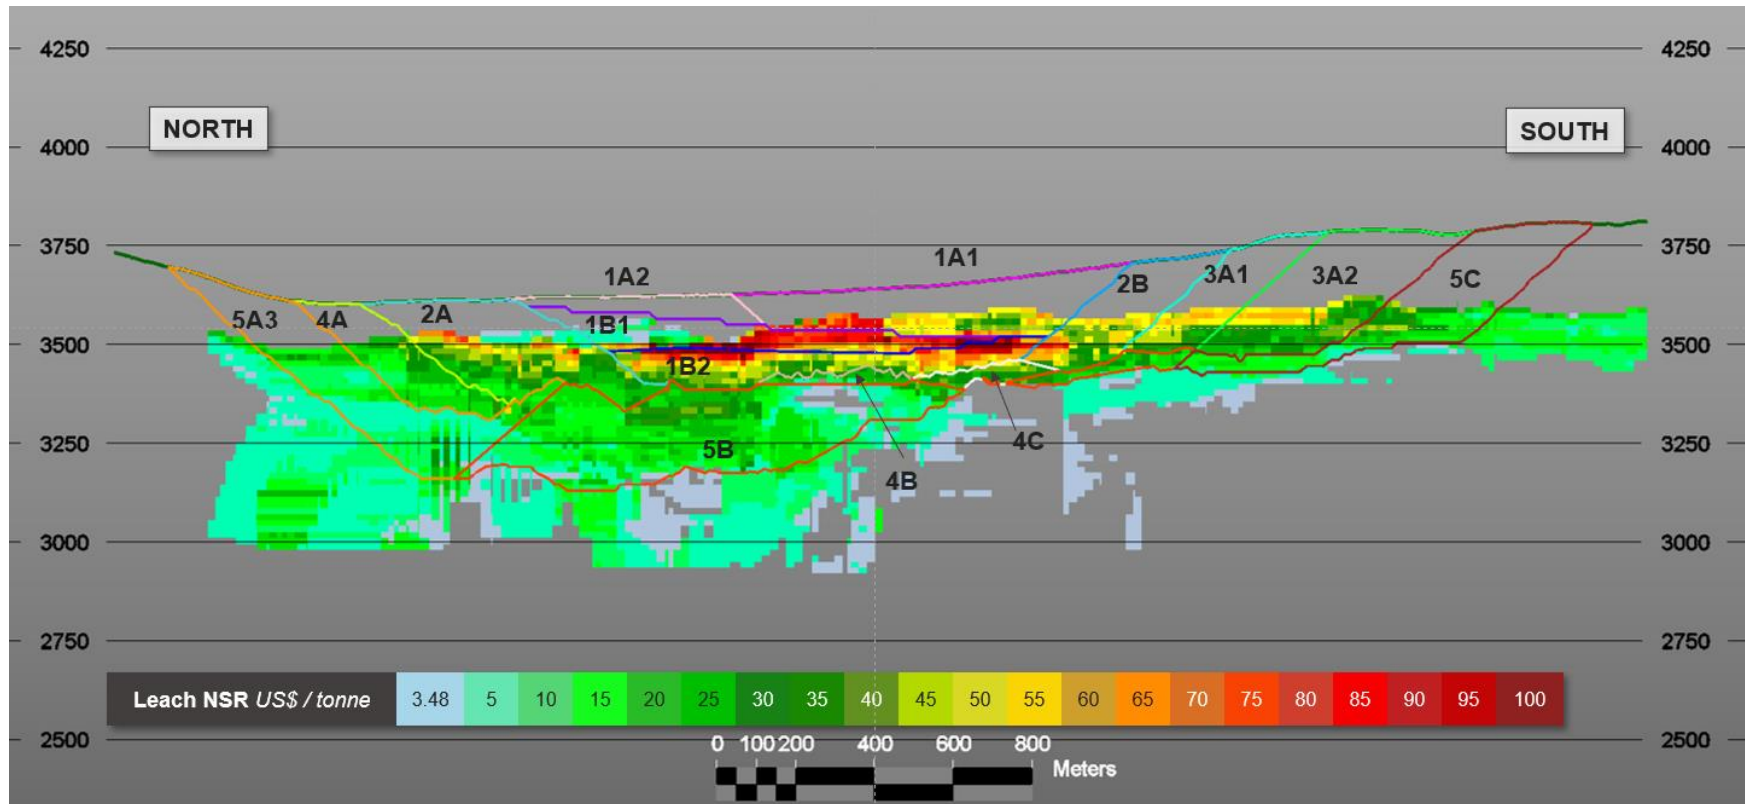 4250 4250
NORTH SOUTH
4000 4000
3750 3750
1A1
1A2 2B 3A1 3A2 5C
5A3 4A 2A 1B1
3500 3500
1B2
3250 5B 4C 3250
4B
3000 3000
2750 2750
Leach NSR US$ / tonne 3.48 5 10 15 20 25 30 35 40 45 50 55 60 65 70 75 80 85 90 95 100
2500 2500
0 100 200 400 600 800
Meters